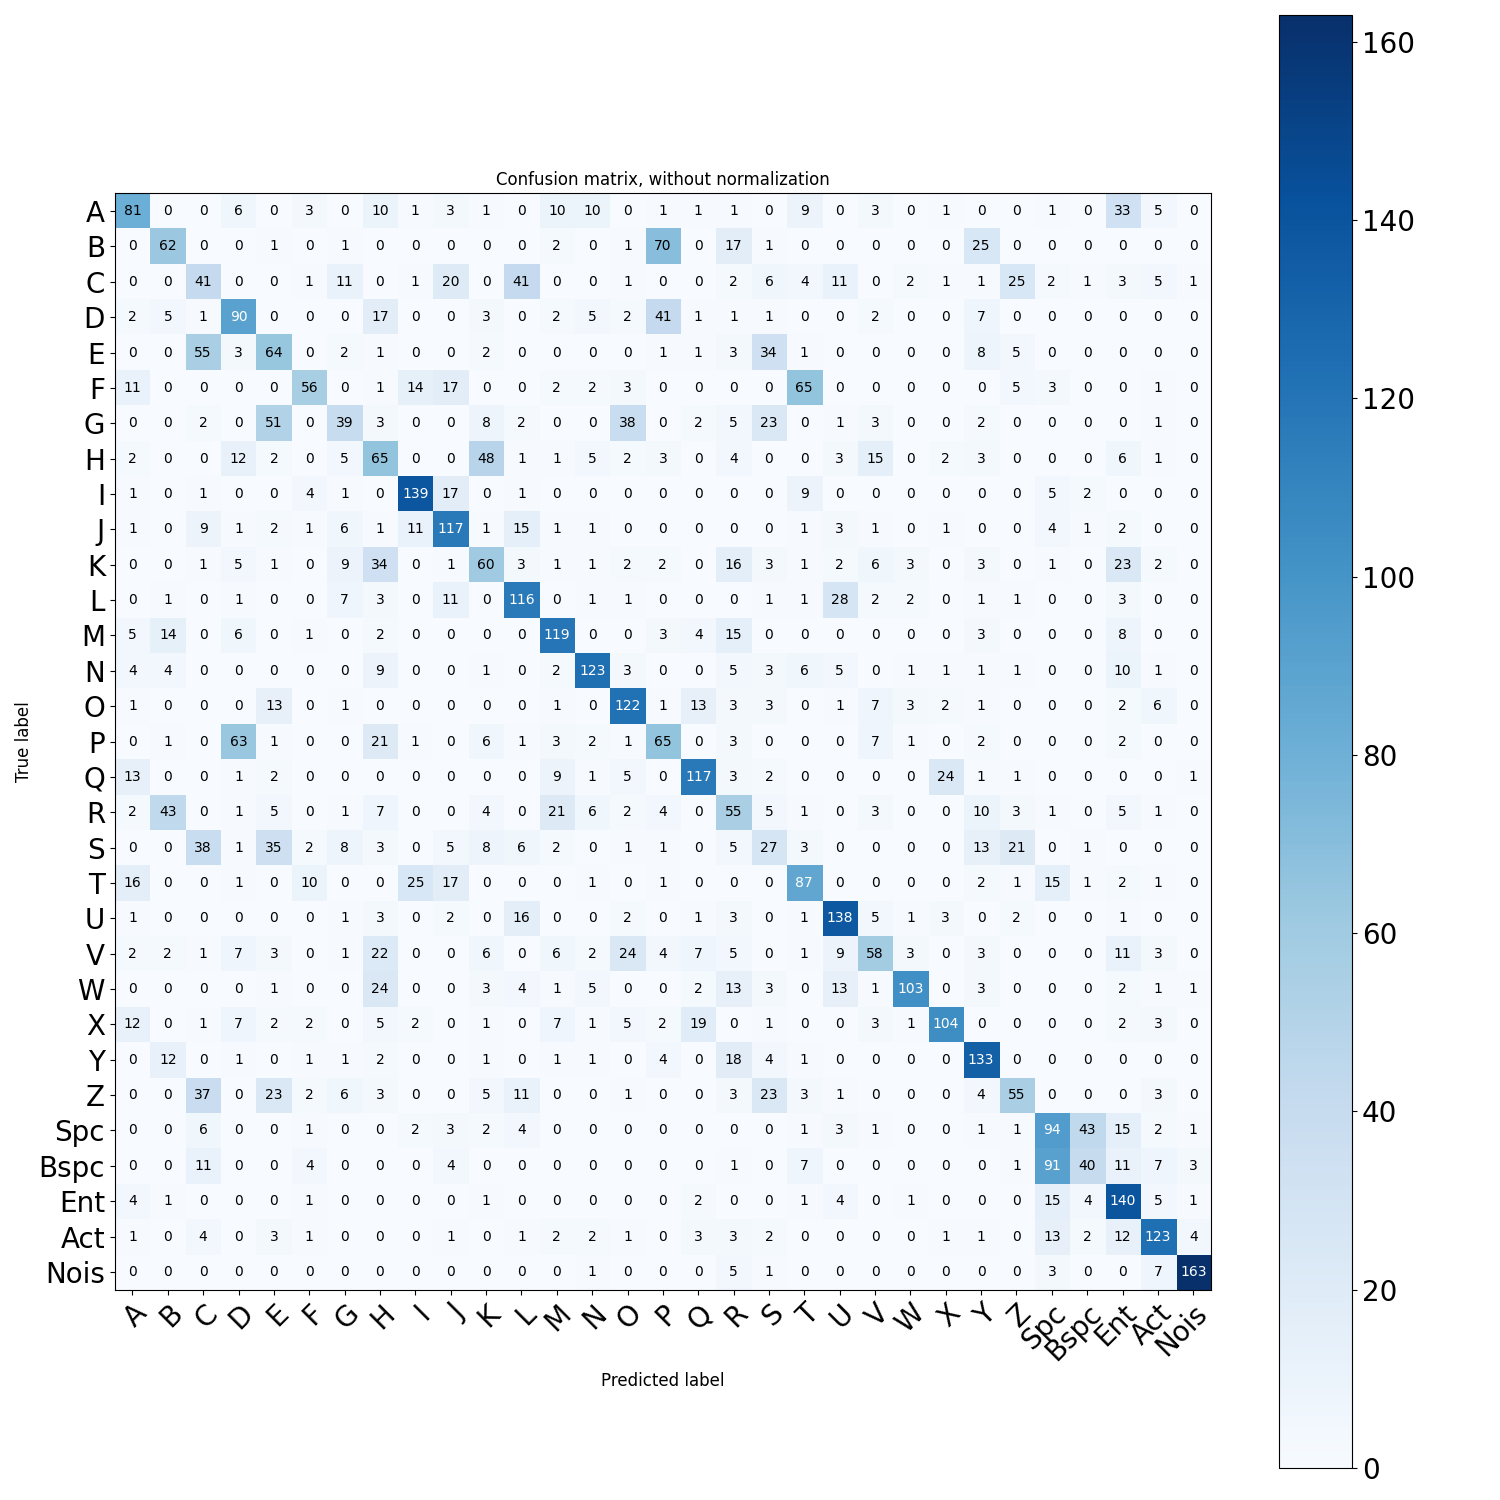 Confusion matrix, without normalization
A 81 0 0 6 0 3 0 10 1 3 1 0 10 10 0 1 1 1 0 9 0 3 0 1 0 0 1 0 33 5 0
B 0 62 0 0 1 0 1 0 0 0 0 0 2 0 1 70 0 17 1 0 0 0 0 0 25 0 0 0 0 0 0
C 0 0 41 0 0 1 11 0 1 20 0 41 0 0 1 0 0 2 6 4 11 0 2 1 1 25 2 1 3 5 1
D 2 5 1 90 0 0 0 17 0 0 3 0 2 5 2 41 1 1 1 0 0 2 0 0 7 0 0 0 0 0 0
E 0 0 55 3 64 0 2 1 0 0 2 0 0 0 0 1 1 3 34 1 0 0 0 0 8 5 0 0 0 0 0
F 11 0 0 0 0 56 0 1 14 17 0 0 2 2 3 0 0 0 0 65 0 0 0 0 0 5 3 0 0 1 0
G 0 0 2 0 51 0 39 3 0 0 8 2 0 0 38 0 2 5 23 0 1 3 0 0 2 0 0 0 0 1 0
H 2 0 0 12 2 0 5 65 0 0 48 1 1 5 2 3 0 4 0 0 3 15 0 2 3 0 0 0 6 1 0
I 1 0 1 0 0 4 1 0 139 17 0 1 0 0 0 0 0 0 0 9 0 0 0 0 0 0 5 2 0 0 0
J 1 0 9 1 2 1 6 1 11 117 1 15 1 1 0 0 0 0 0 1 3 1 0 1 0 0 4 1 2 0 0
K 0 0 1 5 1 0 9 34 0 1 60 3 1 1 2 2 0 16 3 1 2 6 3 0 3 0 1 0 23 2 0
L 0 1 0 1 0 0 7 3 0 11 0 116 0 1 1 0 0 0 1 1 28 2 2 0 1 1 0 0 3 0 0
M 5 14 0 6 0 1 0 2 0 0 0 0 119 0 0 3 4 15 0 0 0 0 0 0 3 0 0 0 8 0 0
N 4 4 0 0 0 0 0 9 0 0 1 0 2 123 3 0 0 5 3 6 5 0 1 1 1 1 0 0 10 1 0
O 1 0 0 0 13 0 1 0 0 0 0 0 1 0 122 1 13 3 3 0 1 7 3 2 1 0 0 0 2 6 0
P 0 1 0 63 1 0 0 21 1 0 6 1 3 2 1 65 0 3 0 0 0 7 1 0 2 0 0 0 2 0 0
Q 13 0 0 1 2 0 0 0 0 0 0 0 9 1 5 0 117 3 2 0 0 0 0 24 1 1 0 0 0 0 1
R 2 43 0 1 5 0 1 7 0 0 4 0 21 6 2 4 0 55 5 1 0 3 0 0 10 3 1 0 5 1 0
S 0 0 38 1 35 2 8 3 0 5 8 6 2 0 1 1 0 5 27 3 0 0 0 0 13 21 0 1 0 0 0
T 16 0 0 1 0 10 0 0 25 17 0 0 0 1 0 1 0 0 0 87 0 0 0 0 2 1 15 1 2 1 0
U 1 0 0 0 0 0 1 3 0 2 0 16 0 0 2 0 1 3 0 1 138 5 1 3 0 2 0 0 1 0 0
V 2 2 1 7 3 0 1 22 0 0 6 0 6 2 24 4 7 5 0 1 9 58 3 0 3 0 0 0 11 3 0
W 0 0 0 0 1 0 0 24 0 0 3 4 1 5 0 0 2 13 3 0 13 1 103 0 3 0 0 0 2 1 1
X 12 0 1 7 2 2 0 5 2 0 1 0 7 1 5 2 19 0 1 0 0 3 1 104 0 0 0 0 2 3 0
Y 0 12 0 1 0 1 1 2 0 0 1 0 1 1 0 4 0 18 4 1 0 0 0 0 133 0 0 0 0 0 0
Z 0 0 37 0 23 2 6 3 0 0 5 11 0 0 1 0 0 3 23 3 1 0 0 0 4 55 0 0 0 3 0
Spc 0 0 6 0 0 1 0 0 2 3 2 4 0 0 0 0 0 0 0 1 3 1 0 0 1 1 94 43 15 2 1
Bspc 0 0 11 0 0 4 0 0 0 4 0 0 0 0 0 0 0 1 0 7 0 0 0 0 0 1 91 40 11 7 3
Ent 4 1 0 0 0 1 0 0 0 0 1 0 0 0 0 0 2 0 0 1 4 0 1 0 0 0 15 4 140 5 1
Act 1 0 4 0 3 1 0 0 0 1 0 1 2 2 1 0 3 3 2 0 0 0 0 1 1 0 13 2 12 123 4
Nois 0 0 0 0 0 0 0 0 0 0 0 0 0 1 0 0 0 5 1 0 0 0 0 0 0 0 3 0 0 7 163
A B C D E F G H I J K L M N O P Q R S T U V W X Y Z Spc Bspc Ent Act Nois
True label
Predicted label
160
140
120
100
80
60
40
20
0